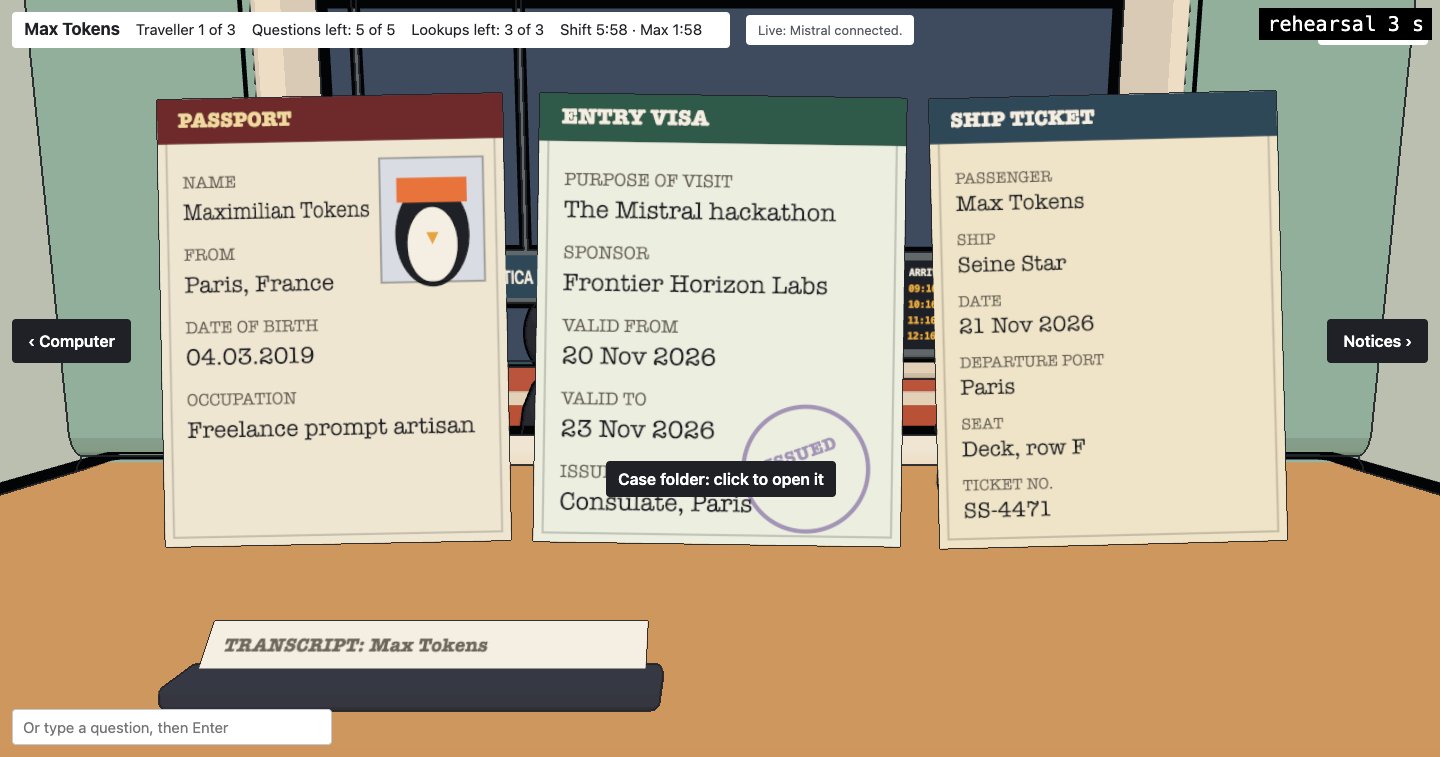 Max Tokens Traveller 1 of 3 Questions left: 5 of 5 Lookups left: 3 of 3 Shift 5:58 · Max 1:58
Live: Mistral connected.
rehearsal 3 s
PASSPORT
NAME
Maximilian Tokens
FROM
Paris, France
DATE OF BIRTH
04.03.2019
OCCUPATION
Freelance prompt artisan
ENTRY VISA
PURPOSE OF VISIT
The Mistral hackathon
SPONSOR
Frontier Horizon Labs
VALID FROM
20 Nov 2026
VALID TO
23 Nov 2026
Consulate, Paris
SHIP TICKET
PASSENGER
Max Tokens
SHIP
Seine Star
DATE
21 Nov 2026
DEPARTURE PORT
Paris
SEAT
Deck, row F
TICKET NO.
SS-4471
‹ Computer
Notices ›
Case folder: click to open it
TRANSCRIPT: Max Tokens
Or type a question, then Enter